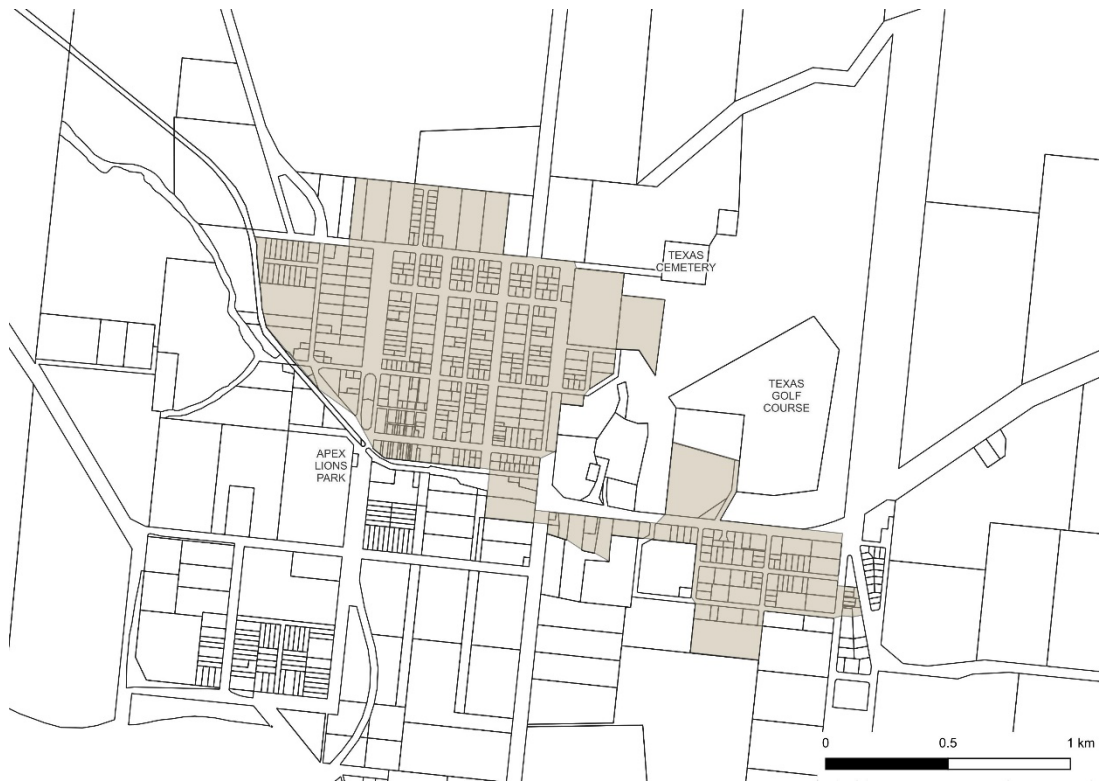 TEXAS
CEMETERY
TEXAS
GOLF
COURSE
APEX
LIONS
PARK
0 0.5 1 km